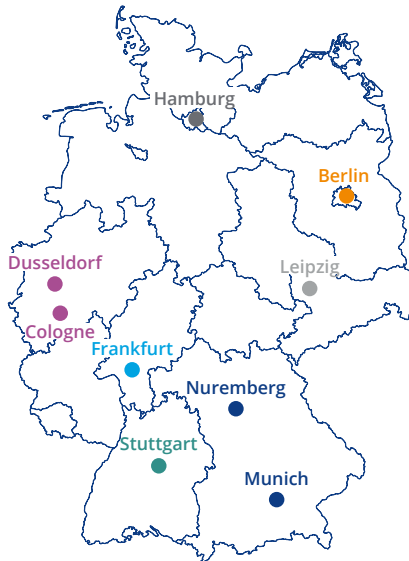 Hamburg
Berlin
Dusseldorf
Leipzig
Cologne
Frankfurt
Nuremberg
Stuttgart
Munich